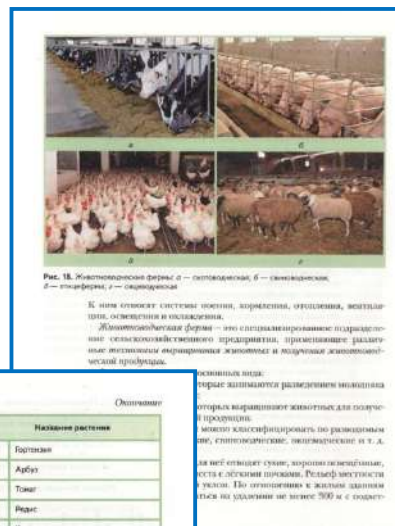 а
б
в
г
Рис. 18. Животноводческие фермы: а — скотоводческая; б — свиноводческая;
в — птицеферма; г — овцеводческая
К ним относят системы поения, кормления, отопления, вентиля-
ции, освещения и охлаждения.
Животноводческая ферма – это специализированное подразделе-
ние сельскохозяйственного предприятия, применяющее различ-
ные технологии выращивания животных и получения животновод-
ческой продукции.
основных вида:
которые занимаются разведением молодняка
которых выращивают животных для получе-
продукции.
можно классифицировать по разводимым
свиноводческие, овцеводческие и т. д.
для неё отводят сухие, хорошо освещённые,
места с лёгкими почвами. Рельеф местности
уклон. По отношению к жилым зданиям
на удалении не менее 300 м с подвет-
Окончание
Название растения
Гортензия
Арбуз
Томат
Редис